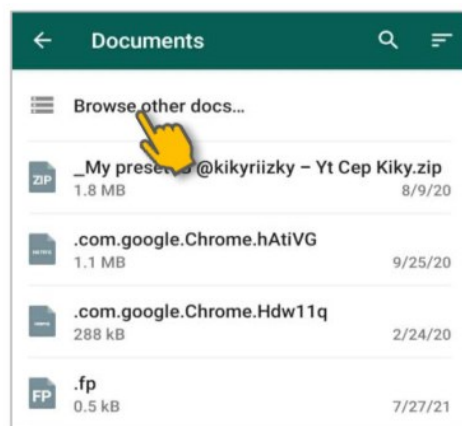 Documents
Browse other docs...
_My preset @kikyriizky – Yt Cep Kiky.zip
1.8 MB 8/9/20
ZIP
.com.google.Chrome.hAtiVG
1.1 MB 9/25/20
.com.google.Chrome.Hdw11q
288 kB 2/24/20
.fp
FP
0.5 kB 7/27/21